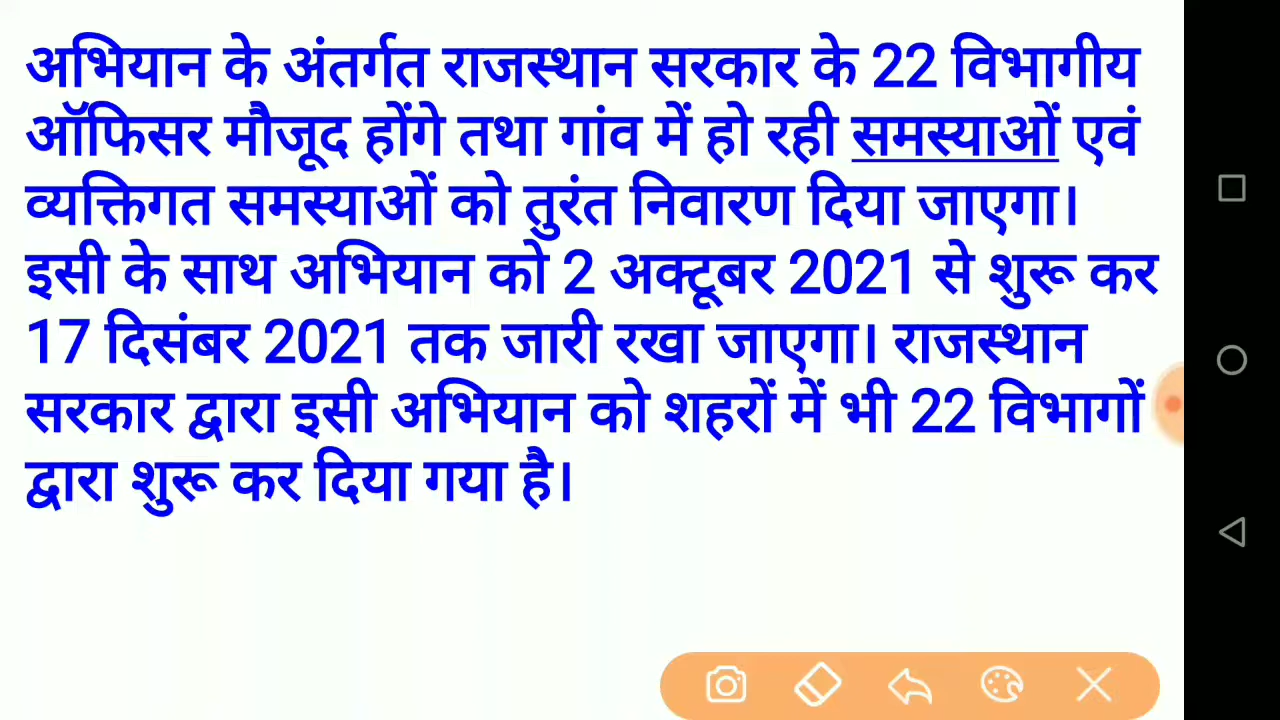 अभियान के अंतर्गत राजस्थान सरकार के 22 विभागीय
ऑफिसर मौजूद होंगे तथा गांव में हो रही समस्याओं एवं
व्यक्तिगत समस्याओं को तुरंत निवारण दिया जाएगा।
इसी के साथ अभियान को 2 अक्टूबर 2021 से शुरू कर
17 दिसंबर 2021 तक जारी रखा जाएगा। राजस्थान
सरकार द्वारा इसी अभियान को शहरों में भी 22 विभागों
द्वारा शुरू कर दिया गया है।